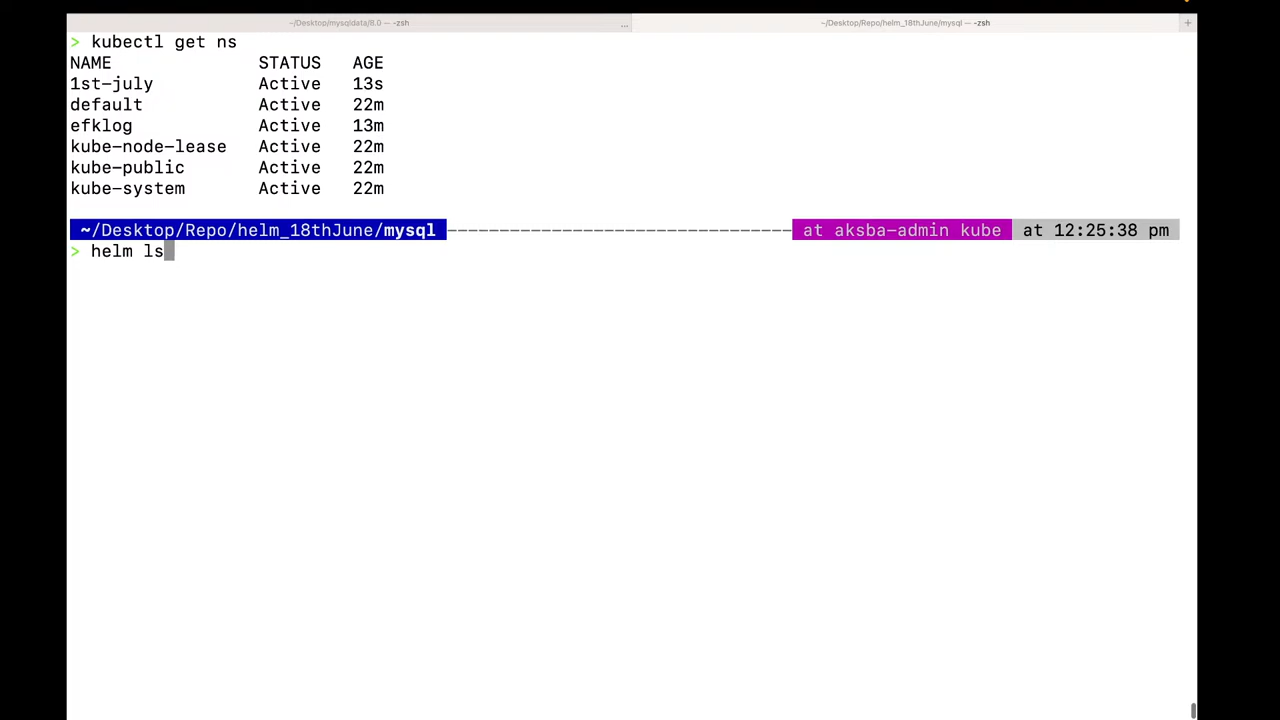 ~/Desktop/mysqldata/8.0 — -zsh ... ~/Desktop/Repo/helm_18thJune/mysql — -zsh +
> kubectl get ns
NAME STATUS AGE
1st-july Active 13s
default Active 22m
efklog Active 13m
kube-node-lease Active 22m
kube-public Active 22m
kube-system Active 22m
~/Desktop/Repo/helm_18thJune/mysql --------------------------------- at aksba-admin kube at 12:25:38 pm
> helm ls